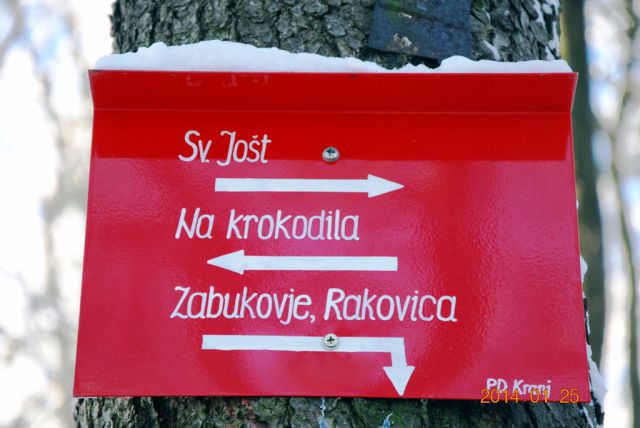 Sv. Jošt
Na krokodila
Zabukovje, Rakovica
PD Kranj
2014.01.25